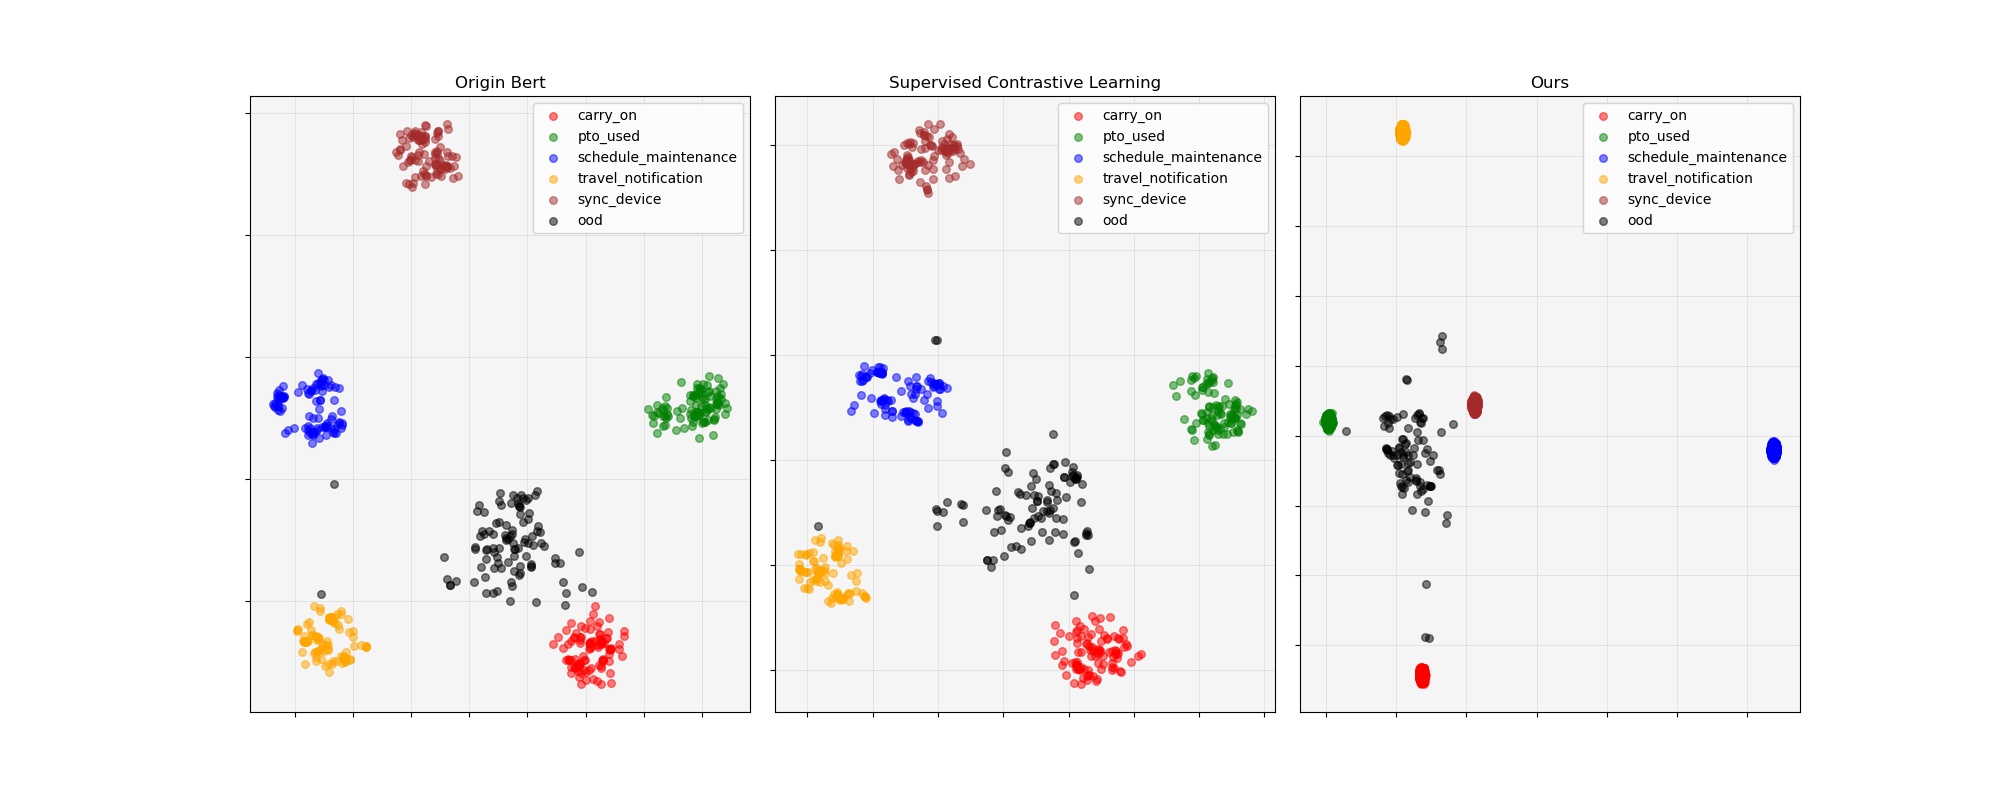 Origin Bert
carry_on
pto_used
schedule_maintenance
travel_notification
sync_device
ood
Supervised Contrastive Learning
carry_on
pto_used
schedule_maintenance
travel_notification
sync_device
ood
Ours
carry_on
pto_used
schedule_maintenance
travel_notification
sync_device
ood